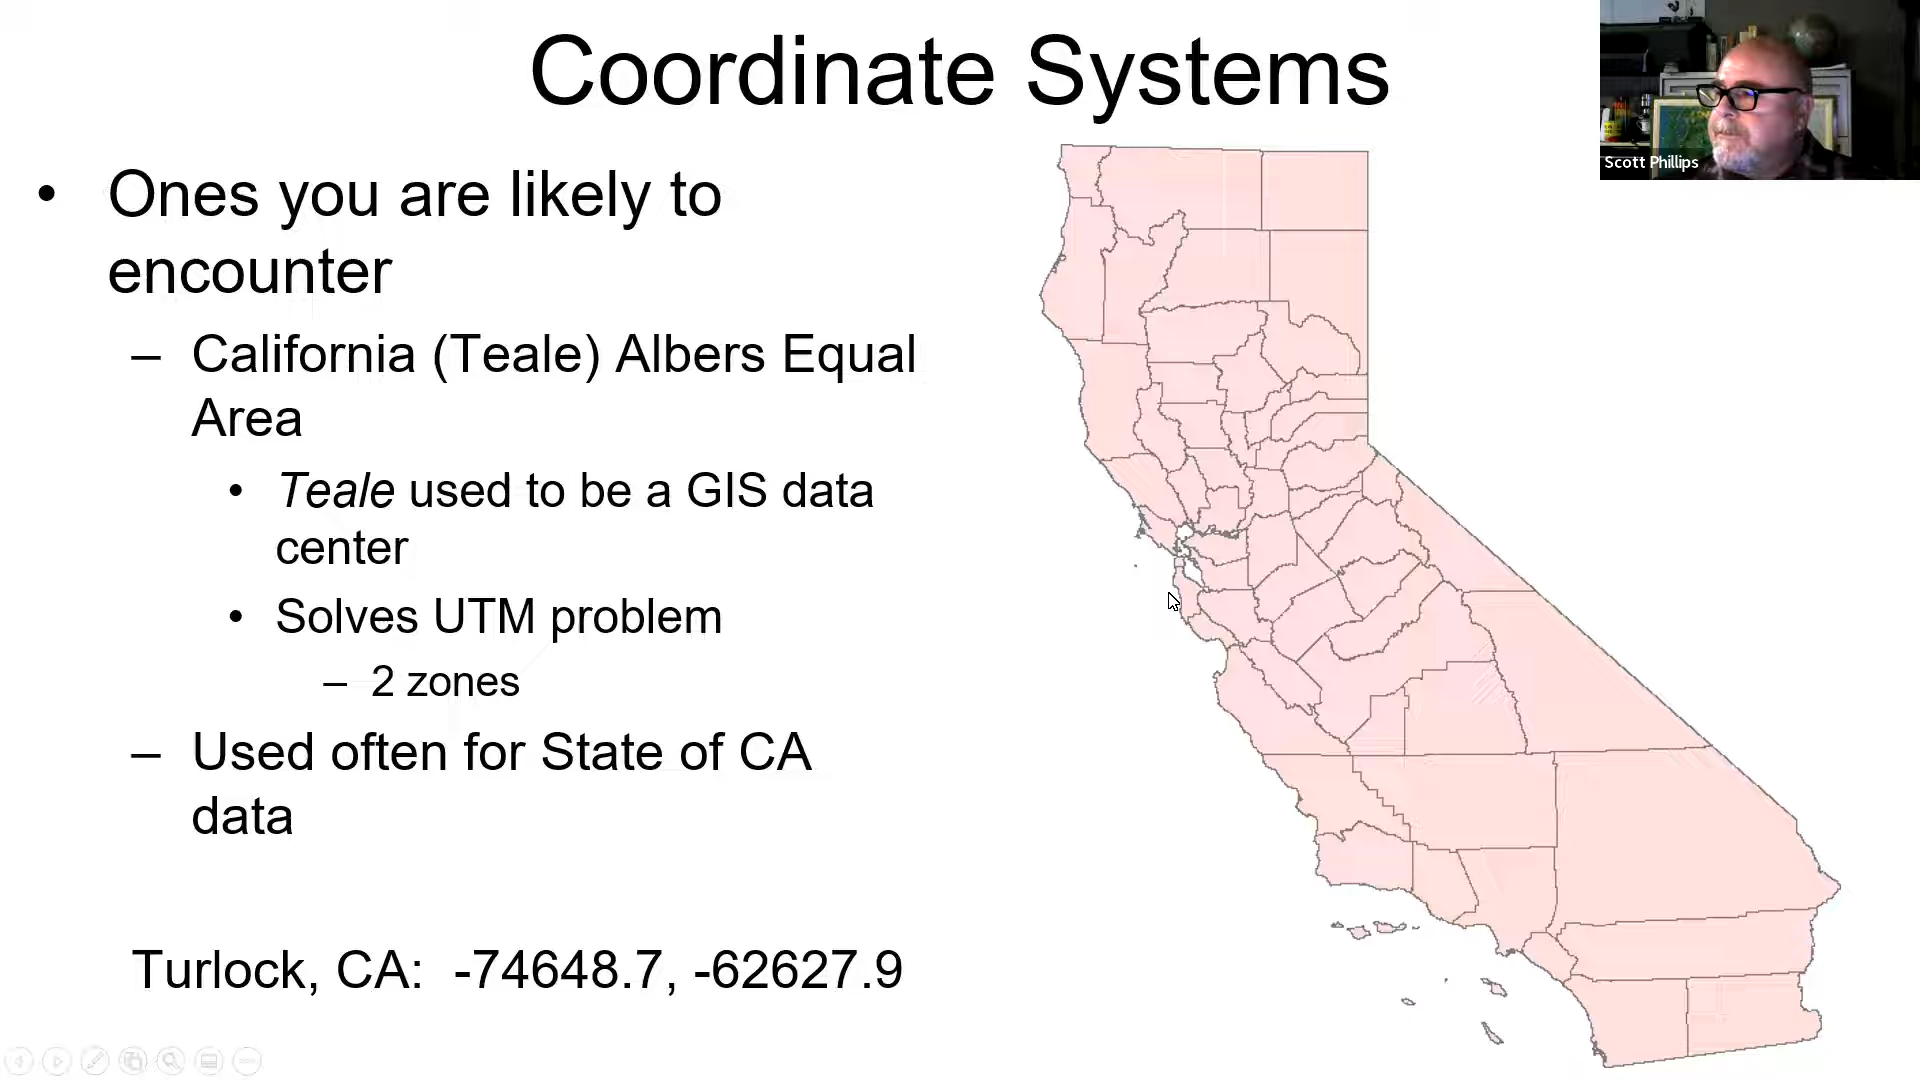 Coordinate Systems
Scott Phillips
• Ones you are likely to
encounter
– California (Teale) Albers Equal
Area
• Teale used to be a GIS data
center
• Solves UTM problem
– 2 zones
– Used often for State of CA
data
Turlock, CA: -74648.7, -62627.9